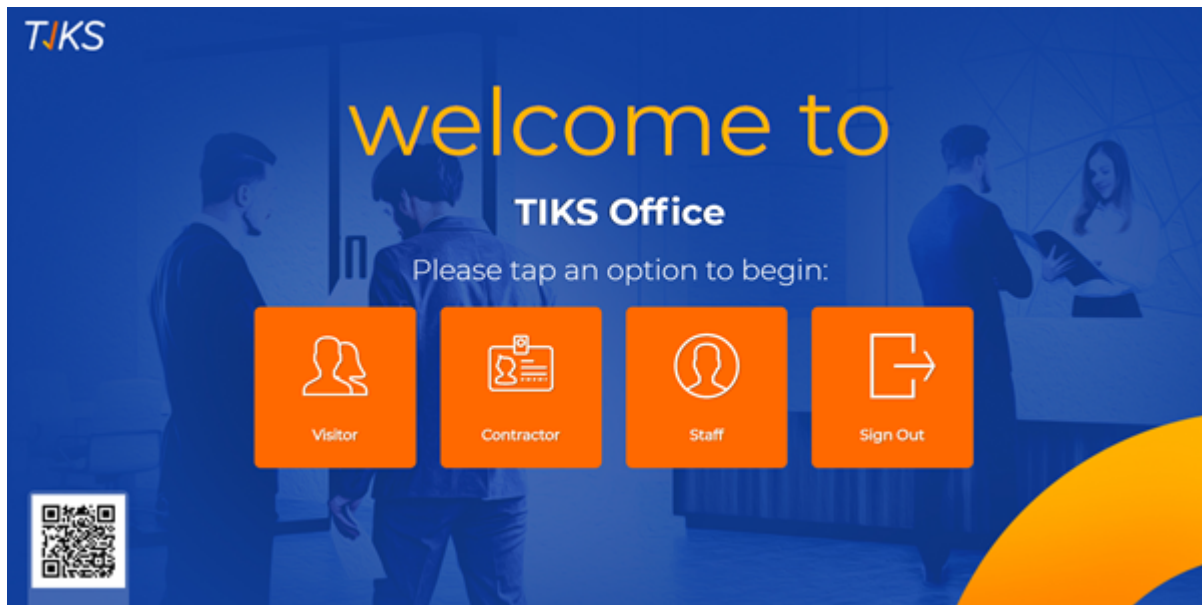 TIKS
welcome to
TIKS Office
Please tap an option to begin:
Visitor
Contractor
Staff
Sign Out